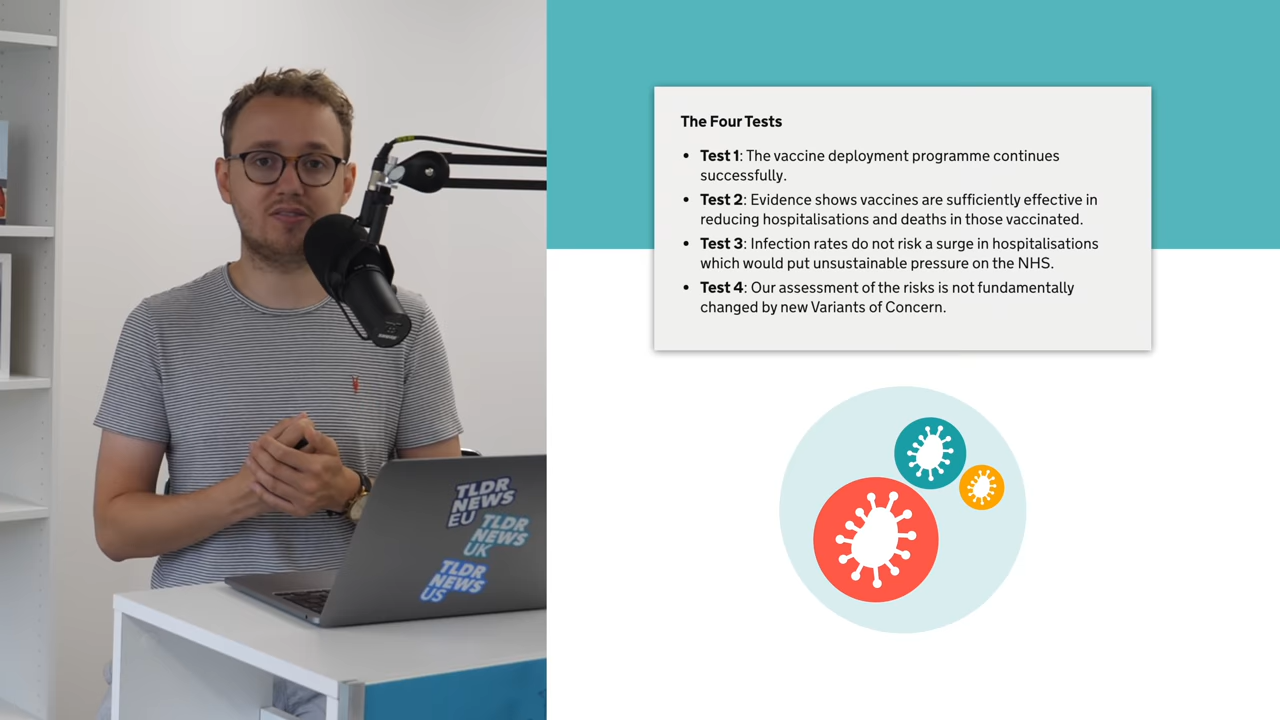 The Four Tests
• Test 1: The vaccine deployment programme continues
successfully.
• Test 2: Evidence shows vaccines are sufficiently effective in
reducing hospitalisations and deaths in those vaccinated.
• Test 3: Infection rates do not risk a surge in hospitalisations
which would put unsustainable pressure on the NHS.
• Test 4: Our assessment of the risks is not fundamentally
changed by new Variants of Concern.
TLDR
NEWS
EU
TLDR
NEWS
UK
TLDR
NEWS
US
SHURE